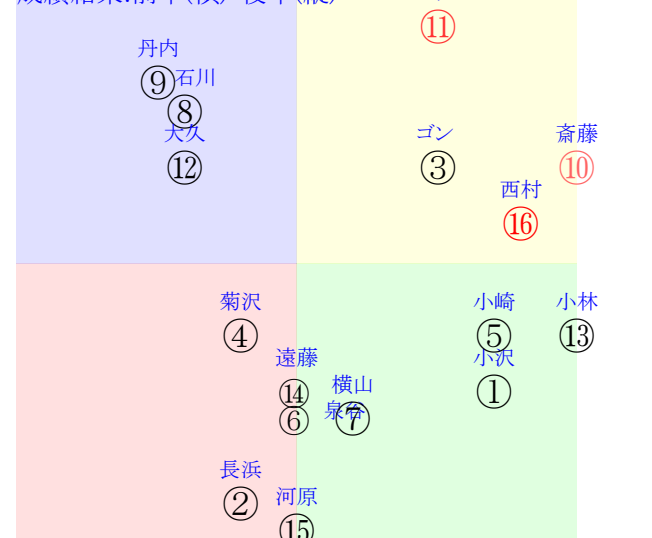 ⑪
丹内
⑨
石川
⑧
大久
⑫
ゴン
③
斎藤
⑩
西村
⑯
菊沢
④
小崎
⑤
小林
⑬
遠藤
⑭
小沢
①
横山
⑦
泉谷
⑥
長浜
②
河原
⑮